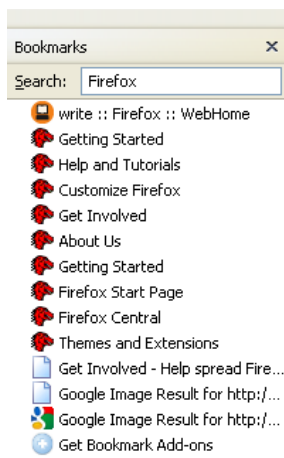 Bookmarks
Search: Firefox
write :: Firefox :: WebHome
Getting Started
Help and Tutorials
Customize Firefox
Get Involved
About Us
Getting Started
Firefox Start Page
Firefox Central
Themes and Extensions
Get Involved - Help spread Fire...
Google Image Result for http:/...
Google Image Result for http:/...
Get Bookmark Add-ons